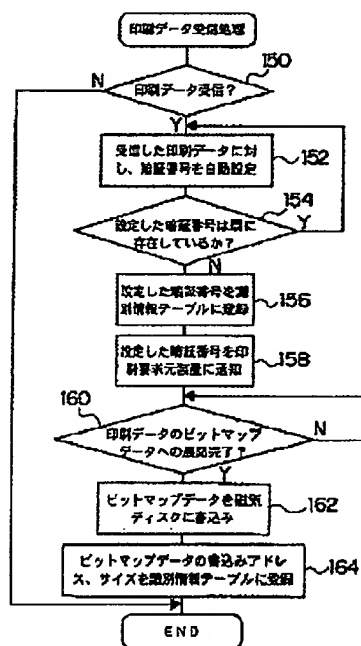 印刷データ受信処理
150
N
印刷データ受信?
Y
受信した印刷データに対
し、暗証番号を自動設定
152
154
設定した暗証番号は既に
存在しているか?
Y
N
設定した暗証番号を識
別情報テーブルに登録
156
設定した暗証番号を印
刷要求元装置に通知
158
160
印刷データのビットマップ
データへの展開完了?
N
Y
ビットマップデータを磁気
ディスクに書込み
162
ビットマップデータの書込みアドレ
ス、サイズを識別情報テーブルに登録
164
END